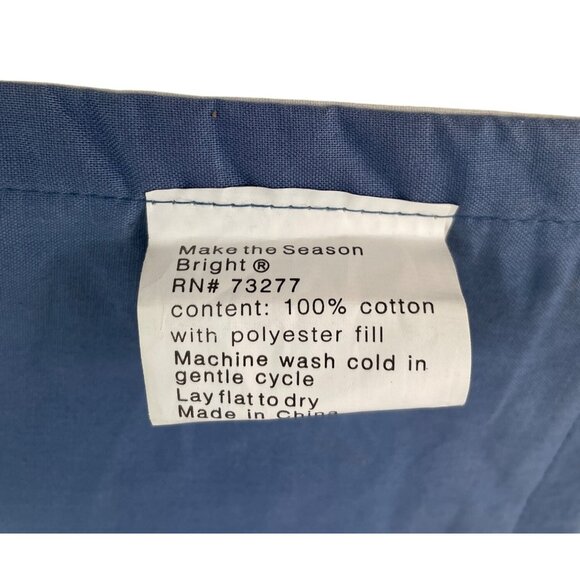 Make the Season
Bright ®
RN# 73277
content: 100% cotton
with polyester fill
Machine wash cold in
gentle cycle
Lay flat to dry
Made in China